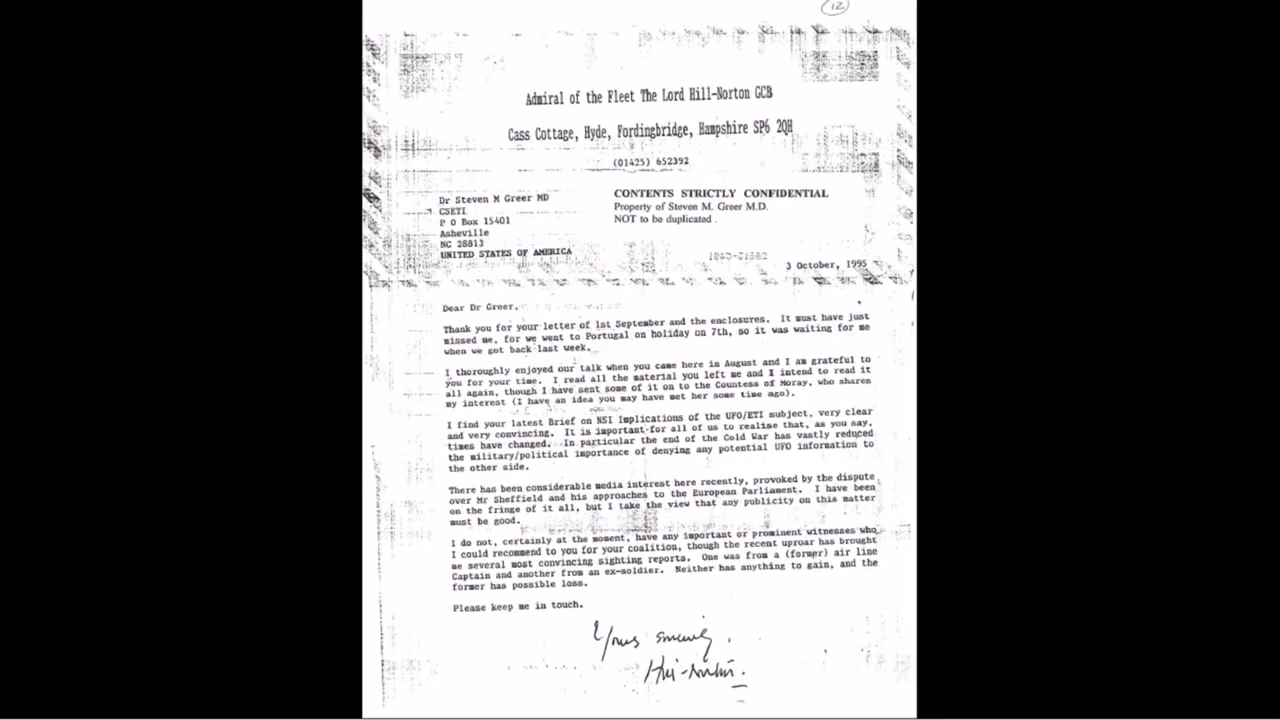 12
Admiral of the Fleet The Lord Hill-Norton GCB
Cass Cottage, Hyde, Fordingbridge, Hampshire SP6 2QH
(01425) 652392
Dr Steven M Greer MD
CSETI
P O Box 15401
Asheville
NC 28813
UNITED STATES OF AMERICA
CONTENTS STRICTLY CONFIDENTIAL
Property of Steven M. Greer M.D.
NOT to be duplicated .
3 October, 1995
Dear Dr Greer,
Thank you for your letter of 1st September and the enclosures. It must have just
missed me, for we went to Portugal on holiday on 7th, so it was waiting for me
when we got back last week.
I thoroughly enjoyed our talk when you came here in August and I am grateful to
you for your time. I read all the material you left me and I intend to read it
all again, though I have sent some of it on to the Countess of Moray, who shares
my interest (I have an idea you may have met her some time ago).
I find your latest Brief on NSI Implications of the UFO/ETI subject, very clear
and very convincing. It is important for all of us to realise that, as you say,
times have changed. In particular the end of the Cold War has vastly reduced
the military/political importance of denying any potential UFO information to
the other side.
There has been considerable media interest here recently, provoked by the dispute
over Mr Sheffield and his approaches to the European Parliament. I have been
on the fringe of it all, but I take the view that any publicity on this matter
must be good.
I do not, certainly at the moment, have any important or prominent witnesses who
I could recommend to you for your coalition, though the recent uproar has brought
me several most convincing sighting reports. One was from a (former) air line
Captain and another from an ex-soldier. Neither has anything to gain, and the
former has possible loss.
Please keep me in touch.
Yours sincerely,
Hill-Norton.